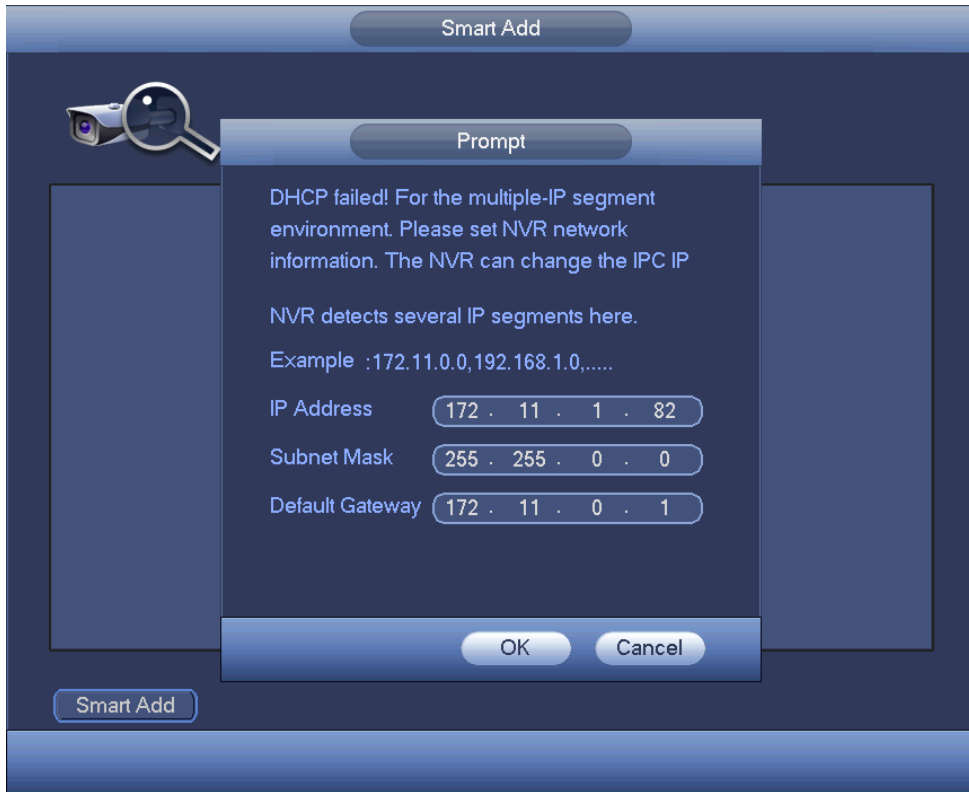 Smart Add
Prompt
DHCP failed! For the multiple-IP segment
environment. Please set NVR network
information. The NVR can change the IPC IP
NVR detects several IP segments here.
Example :172.11.0.0,192.168.1.0,.....
IP Address 172 . 11 . 1 . 82
Subnet Mask 255 . 255 . 0 . 0
Default Gateway 172 . 11 . 0 . 1
OK Cancel
Smart Add